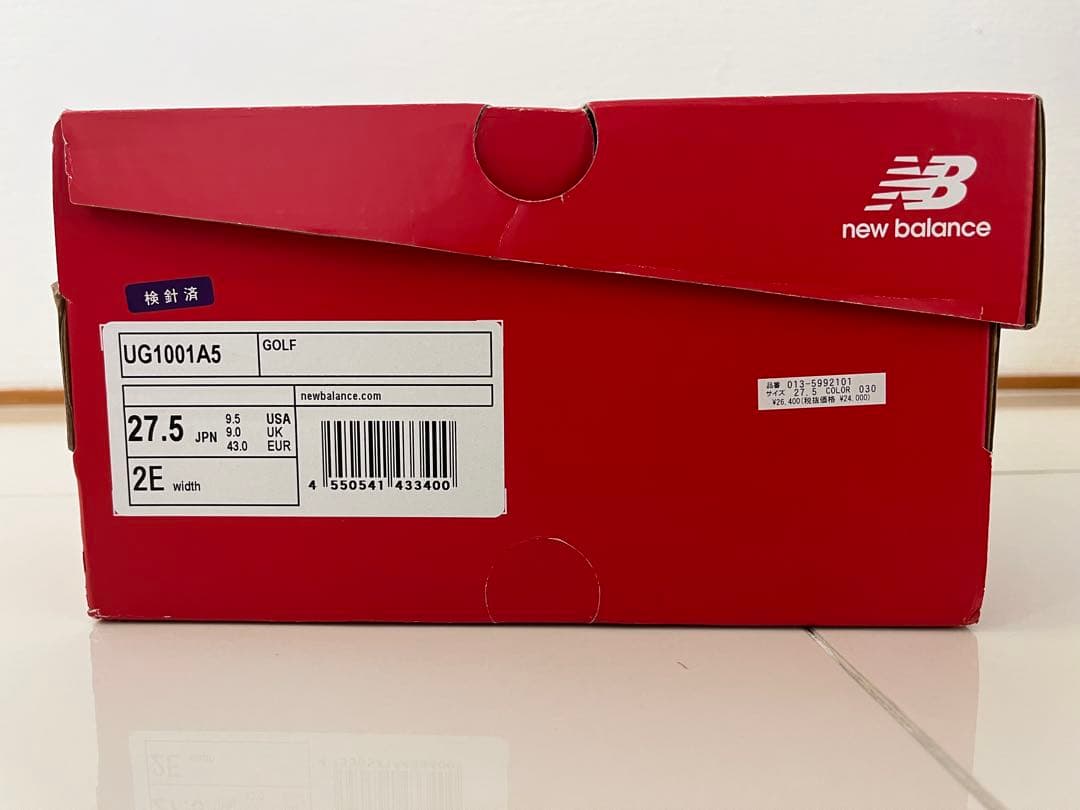 NB
new balance
検針済
UG1001A5
GOLF
newbalance.com
27.5 JPN
9.5 USA
9.0 UK
43.0 EUR
2E width
4 550541 433400
品番 013-5992101
サイズ 27.5 COLOR 030
¥26,400(税抜価格 ¥24,000)